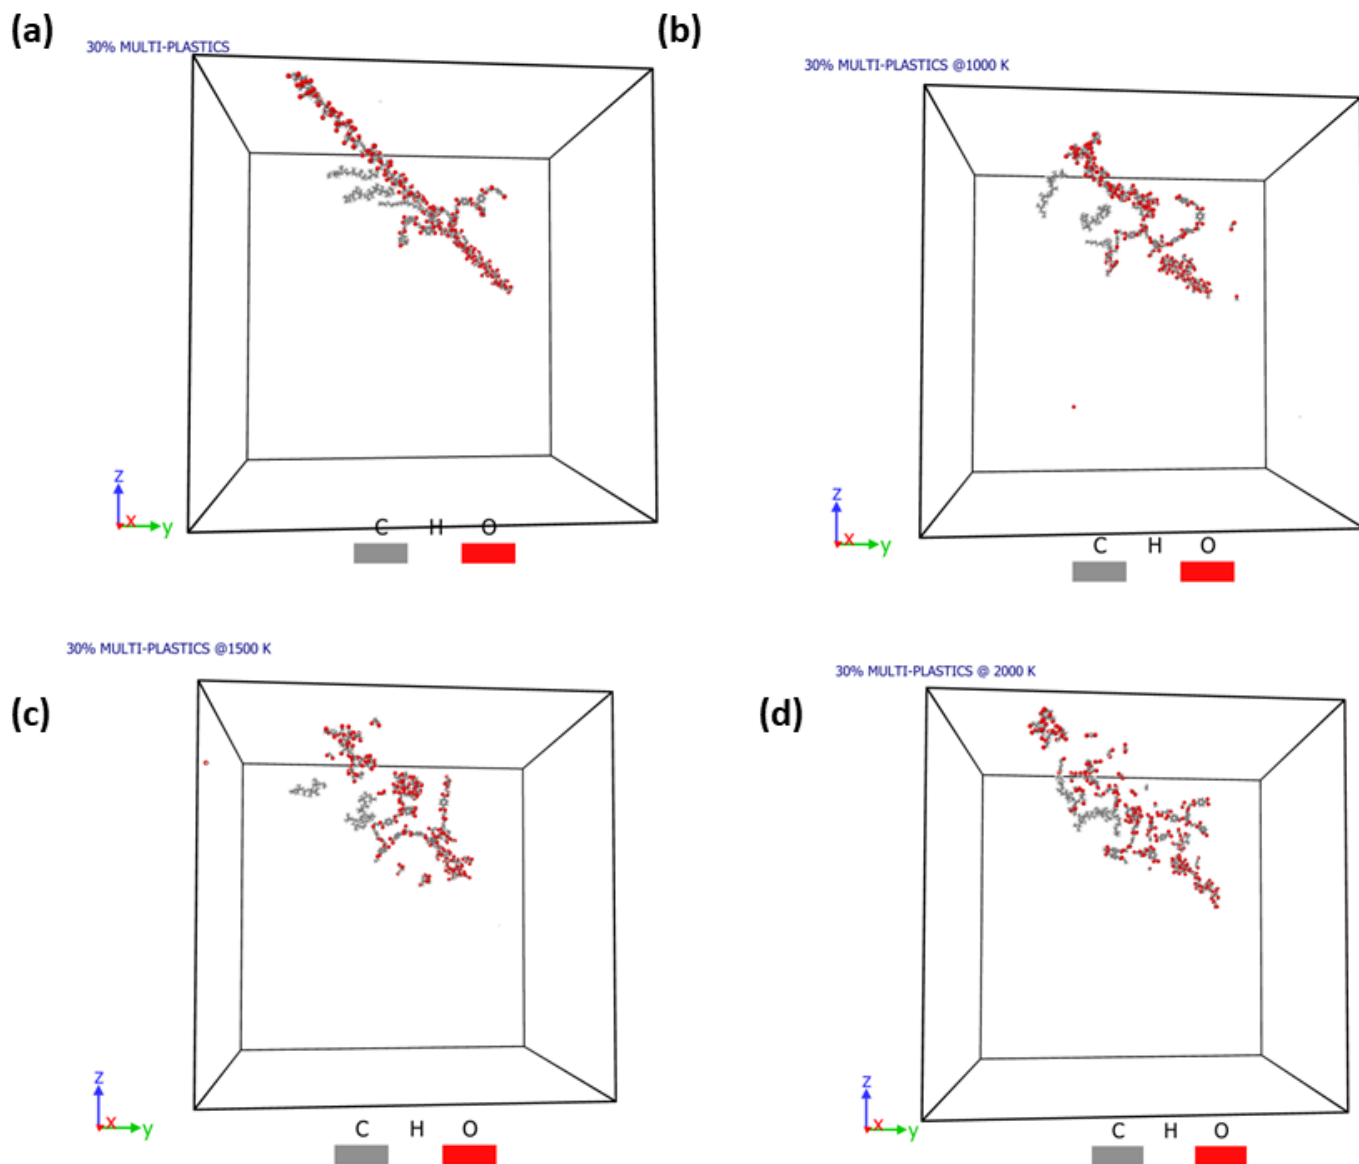 (a)
30% MULTI-PLASTICS
z
x
y
C H O
(b)
30% MULTI-PLASTICS @1000 K
z
x
y
C H O
30% MULTI-PLASTICS @1500 K
(c)
z
x
y
C H O
30% MULTI-PLASTICS @ 2000 K
(d)
z
x
y
C H O